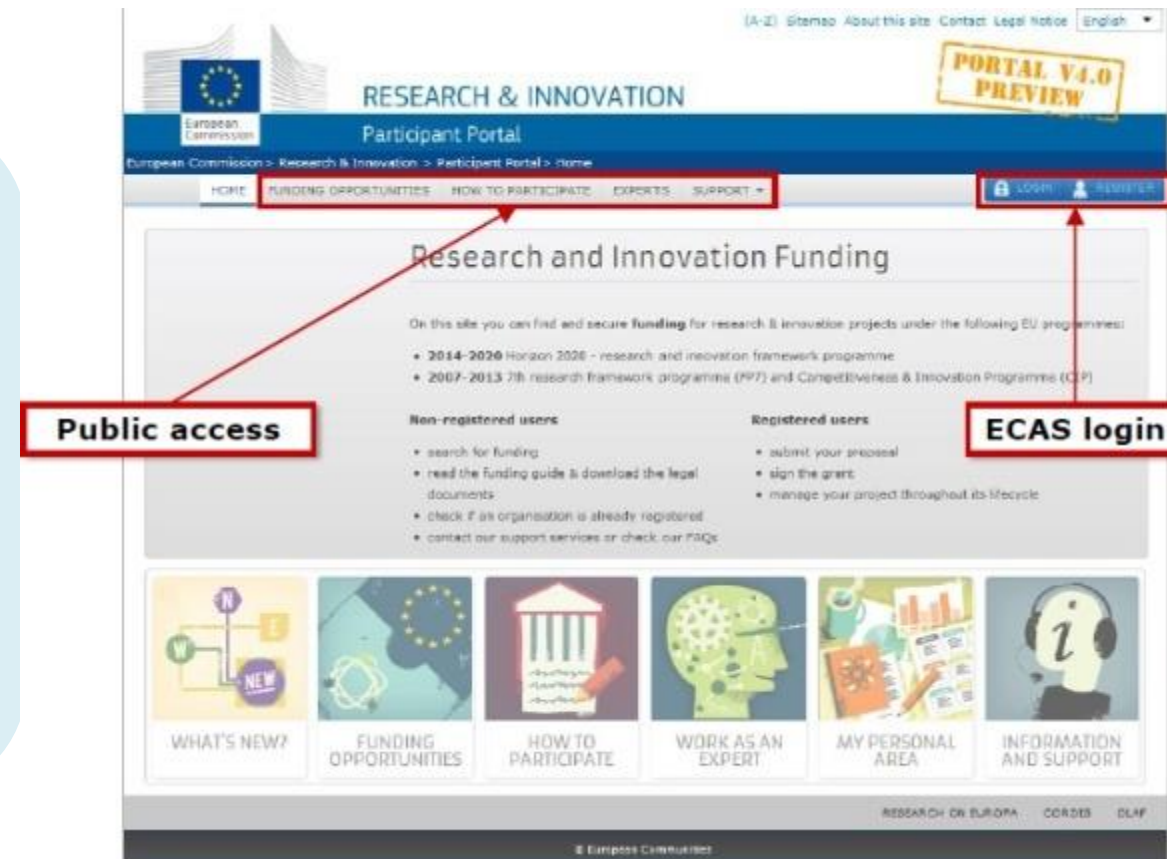 (A-Z) Sitemap About this site Contact Legal Notice English
PORTAL V4.0
PREVIEW
RESEARCH & INNOVATION
European
Commission
Participant Portal
European Commission > Research & Innovation > Participant Portal > Home
HOME FUNDING OPPORTUNITIES HOW TO PARTICIPATE EXPERTS SUPPORT
LOGIN REGISTER
Research and Innovation Funding
On this site you can find and secure funding for research & innovation projects under the following EU programmes:
• 2014-2020 Horizon 2020 - research and innovation framework programme
• 2007-2013 7th research framework programme (FP7) and Competitiveness & Innovation Programme (CIP)
Public access
ECAS login
Non-registered users
• search for funding
• read the funding guide & download the legal
documents
• check if an organisation is already registered
• contact our support services or check our FAQs
Registered users
• submit your proposal
• sign the grant
• manage your project throughout its lifecycle
N
W
E
NEW
A
i
WHAT'S NEW?
FUNDING
OPPORTUNITIES
HOW TO
PARTICIPATE
WORK AS AN
EXPERT
MY PERSONAL
AREA
INFORMATION
AND SUPPORT
RESEARCH ON EUROPA CORDIS OLAF
© European Communities